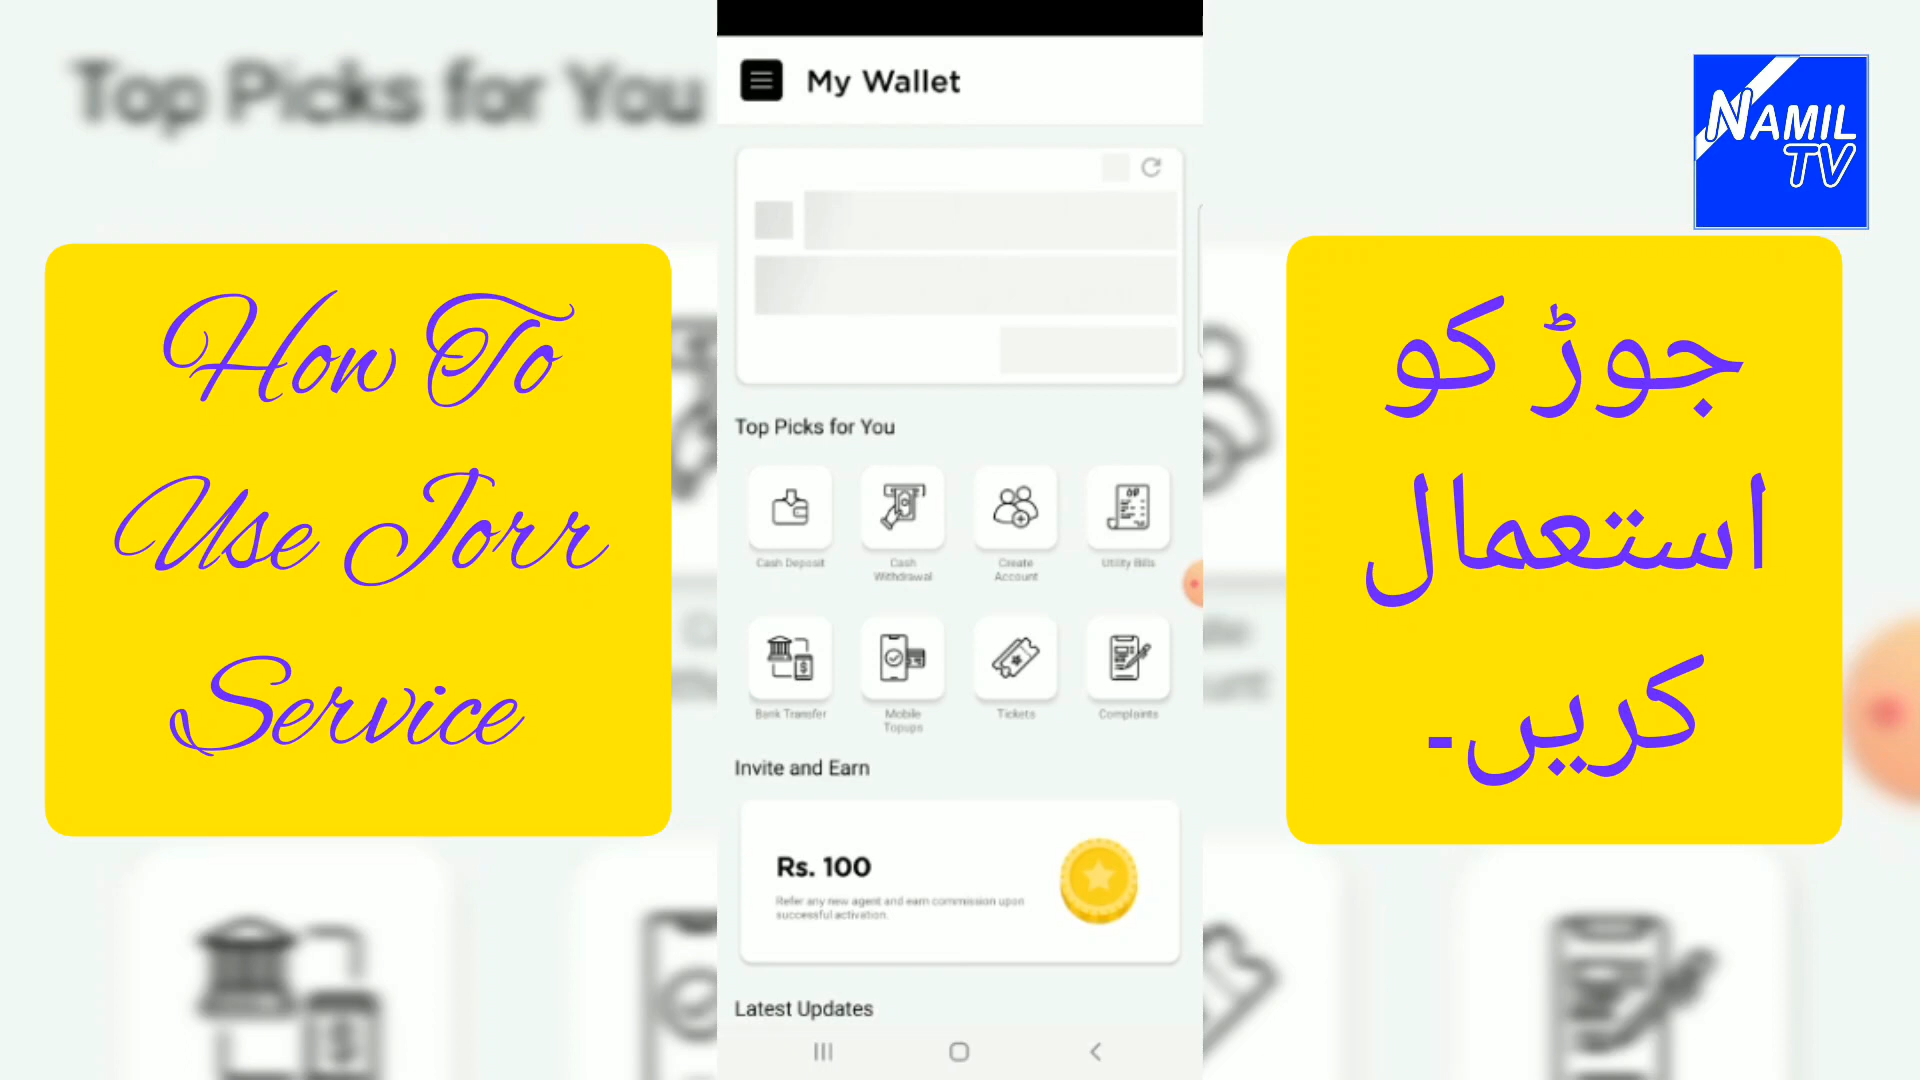 Top Picks for You
My Wallet
NAMIL
TV
How To
Use Jorr
Service
جوڑ کو
استعمال
کریں۔
Top Picks for You
Cash Deposit
Cash
Withdrawal
Create
Account
Utility Bills
Bank Transfer
Mobile
Topups
Tickets
Complaints
Invite and Earn
Rs. 100
Refer any new agent and earn commission upon
successful activation.
Latest Updates